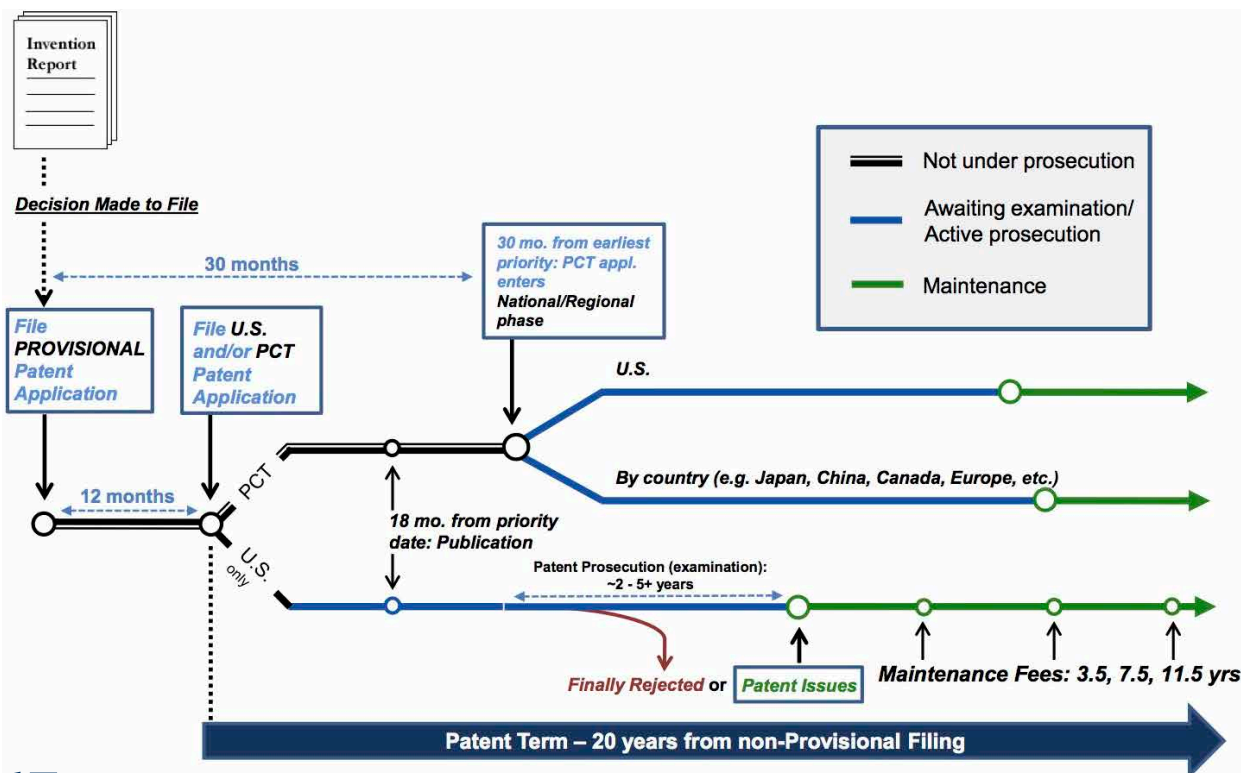 Invention
Report
Decision Made to File
30 months
File
PROVISIONAL
Patent
Application
File U.S.
and/or PCT
Patent
Application
30 mo. from earliest
priority: PCT appl.
enters
National/Regional
phase
Not under prosecution
Awaiting examination/
Active prosecution
Maintenance
12 months
PCT
U.S.
only
U.S.
By country (e.g. Japan, China, Canada, Europe, etc.)
18 mo. from priority
date: Publication
Patent Prosecution (examination):
~2 - 5+ years
Finally Rejected or
Patent Issues
Maintenance Fees: 3.5, 7.5, 11.5 yrs
Patent Term – 20 years from non-Provisional Filing